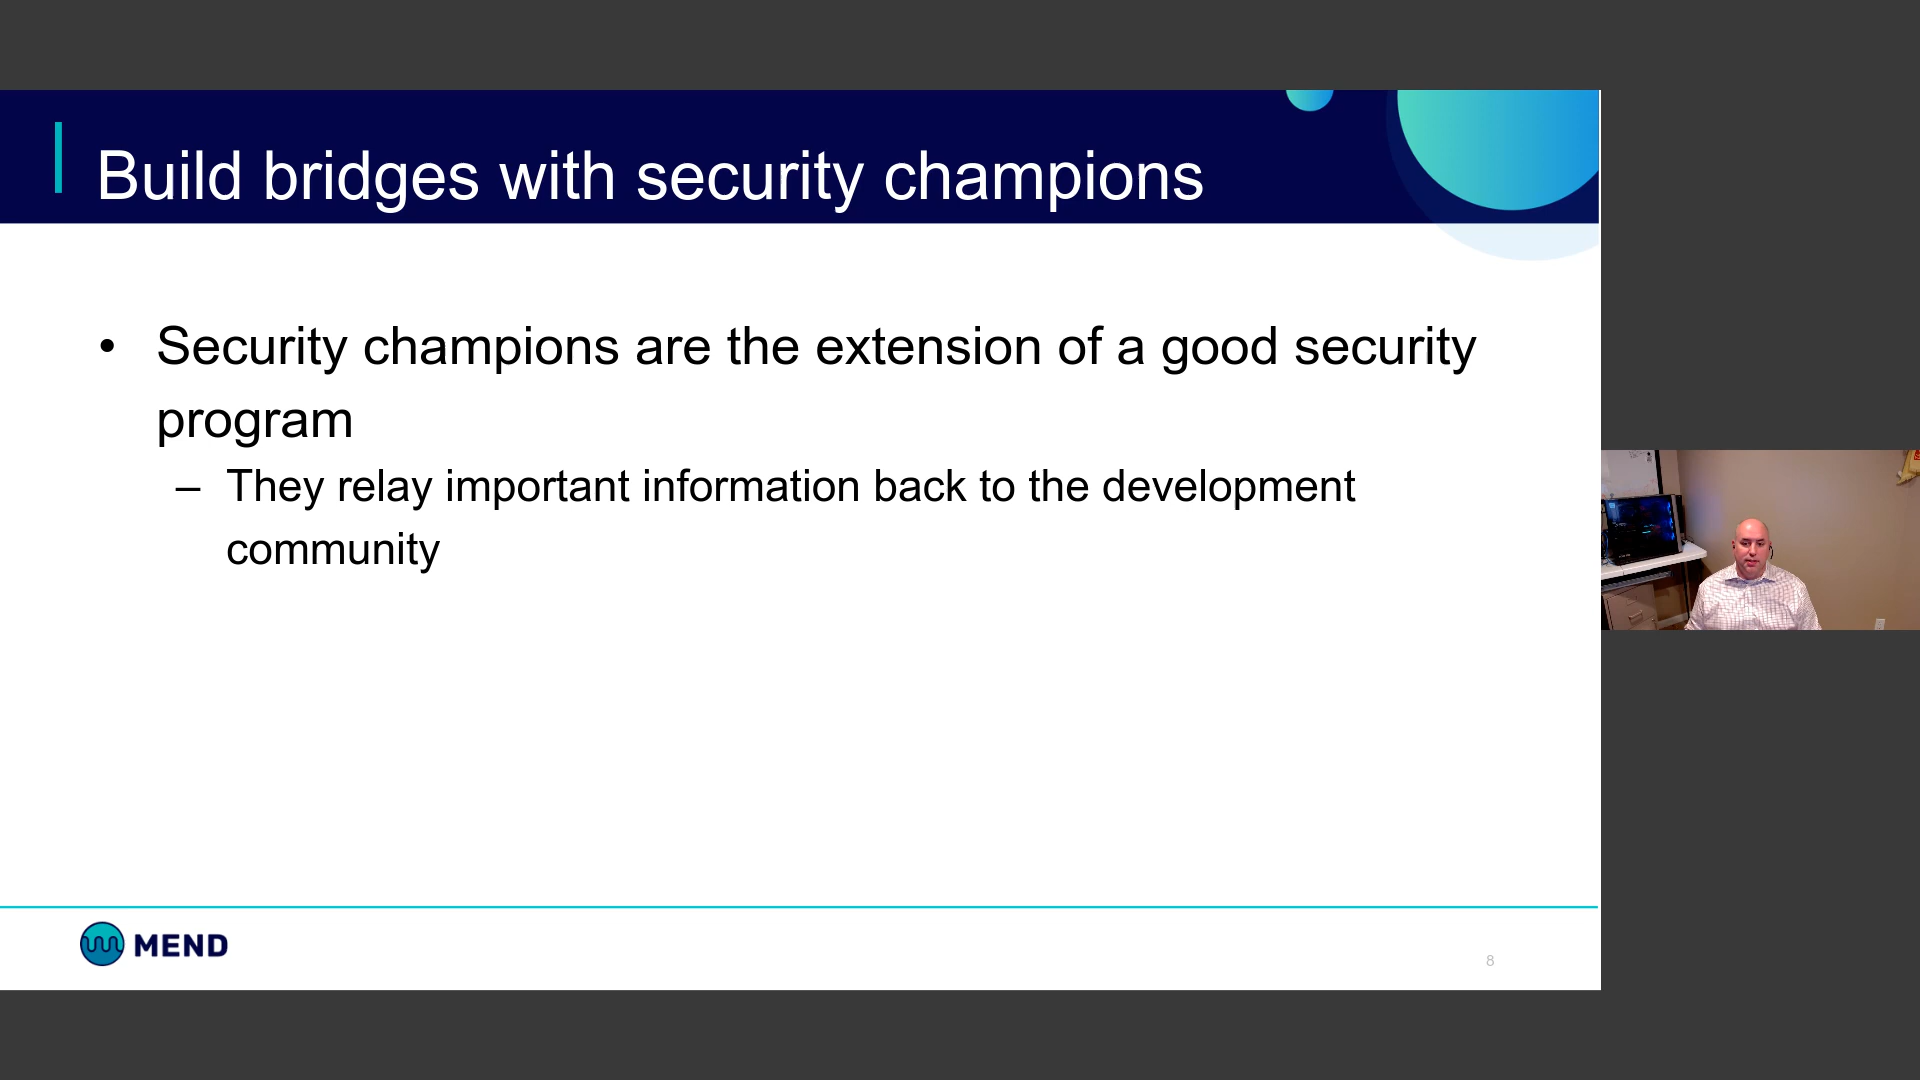 Build bridges with security champions
• Security champions are the extension of a good security
program
– They relay important information back to the development
community
MEND
8